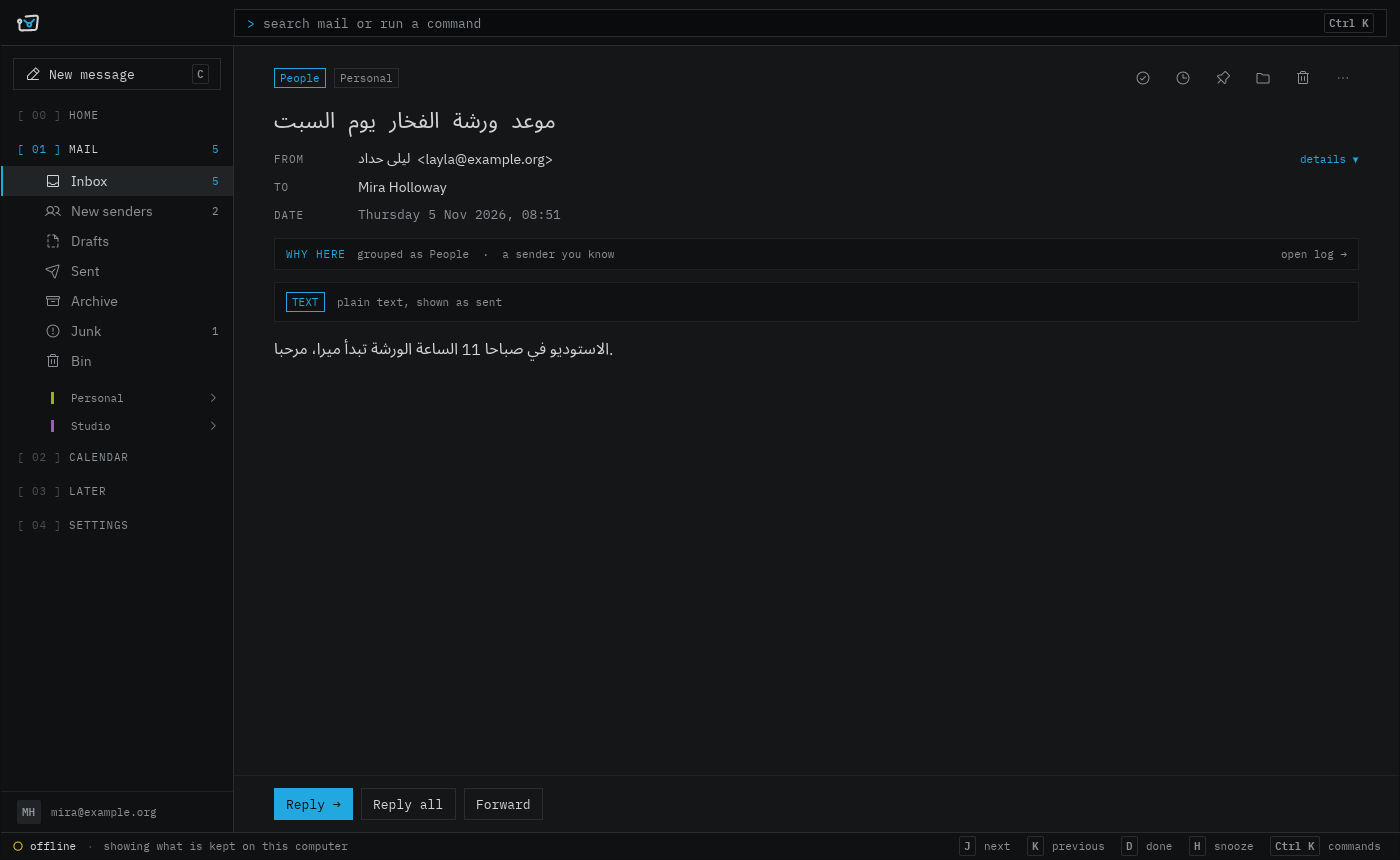 > search mail or run a command
Ctrl K
New message C
[ 00 ] HOME
[ 01 ] MAIL 5
Inbox 5
New senders 2
Drafts
Sent
Archive
Junk 1
Bin
Personal
Studio
[ 02 ] CALENDAR
[ 03 ] LATER
[ 04 ] SETTINGS
MH mira@example.org
People Personal
موعد ورشة الفخار يوم السبت
FROM ليلى حداد <layla@example.org> details ▾
TO Mira Holloway
DATE Thursday 5 Nov 2026, 08:51
WHY HERE grouped as People · a sender you know open log →
TEXT plain text, shown as sent
مرحبا ميرا، تبدأ الورشة الساعة 11 صباحا في الاستوديو.
Reply → Reply all Forward
offline · showing what is kept on this computer
J next K previous D done H snooze Ctrl K commands